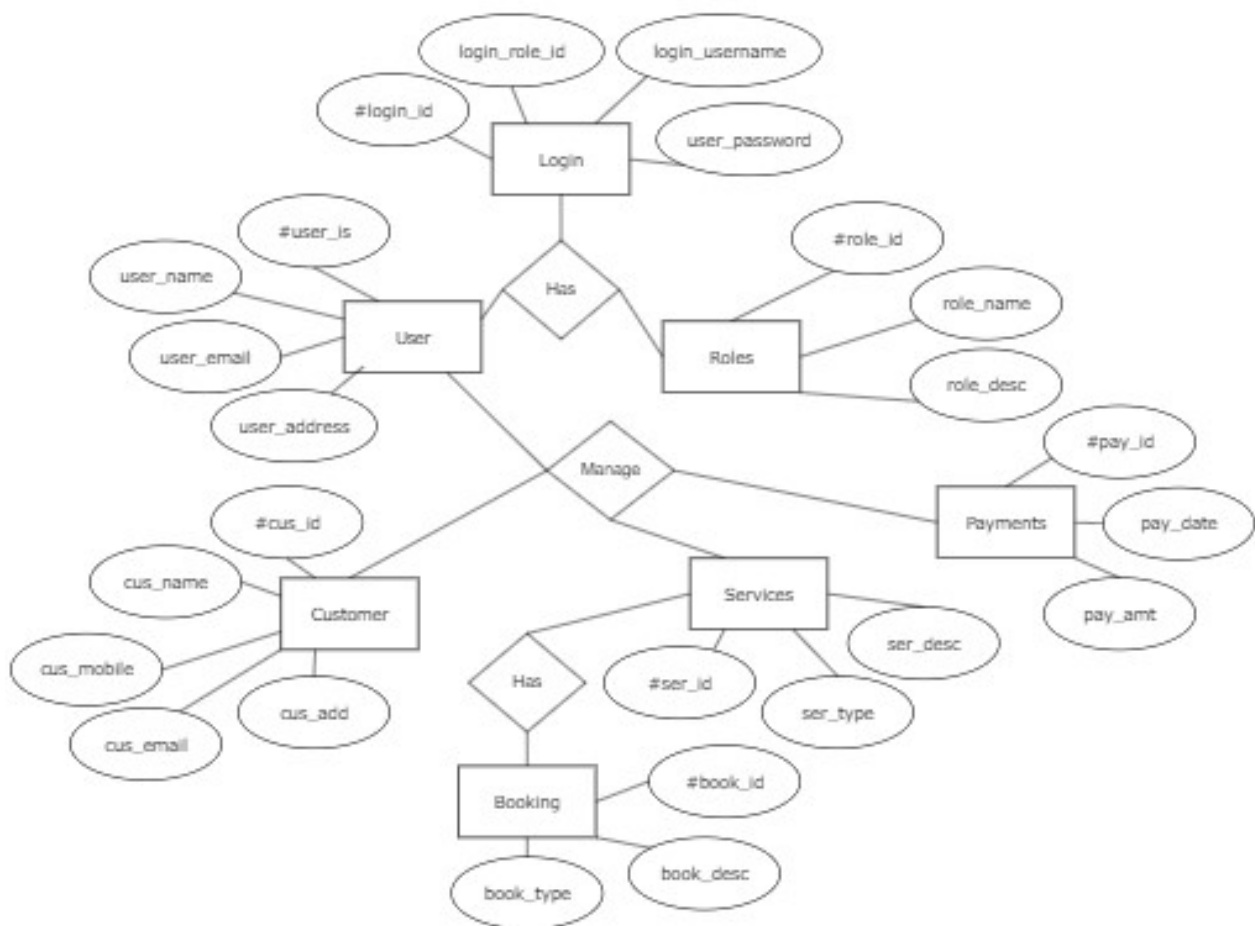 login_role_id
login_username
#login_id
user_password
Login
#user_is
#role_id
user_name
Has
role_name
User
user_email
Roles
role_desc
user_address
#pay_id
Manage
#cus_id
Payments
pay_date
cus_name
Services
Customer
pay_amt
ser_desc
cus_mobile
Has
#ser_id
cus_add
ser_type
cus_email
#book_id
Booking
book_desc
book_type